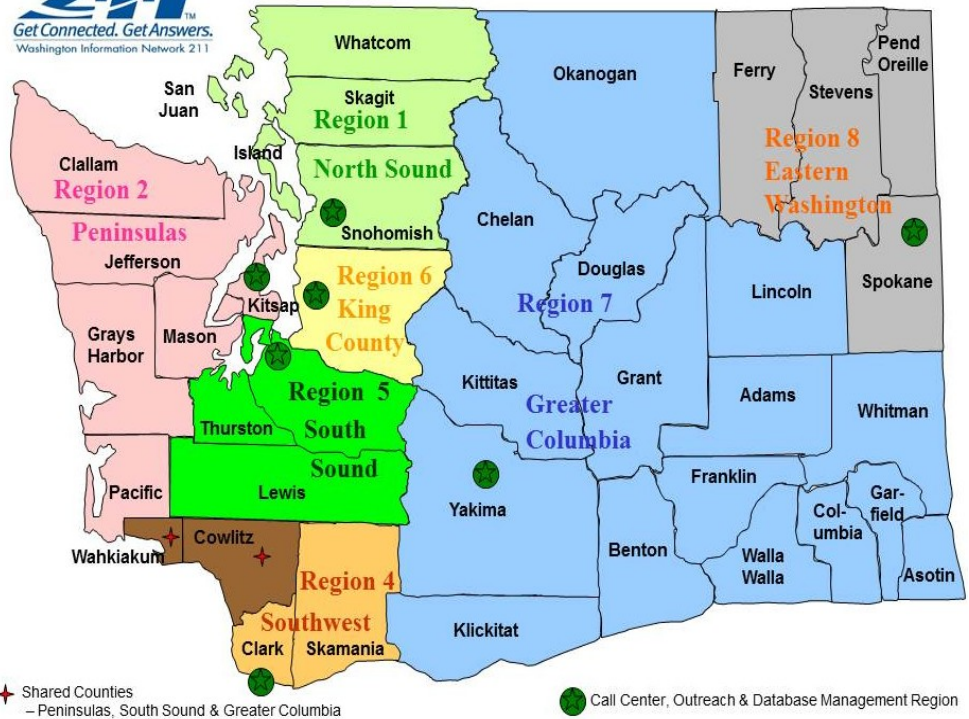 211
Get Connected. Get Answers.™
Washington Information Network 211
Whatcom
Okanogan
Ferry
Pend
Oreille
Stevens
San
Juan
Skagit
Region 1
Island
North Sound
Snohomish
Clallam
Region 2
Peninsulas
Jefferson
Region 8
Eastern
Washington
Spokane
Chelan
Douglas
Region 7
Lincoln
Region 6
King
County
Kitsap
Grays
Harbor
Mason
Region 5
South
Sound
Thurston
Lewis
Kittitas
Grant
Greater
Columbia
Adams
Whitman
Pacific
Yakima
Franklin
Gar-
field
Col-
umbia
Wahkiakum
Cowlitz
Benton
Walla
Walla
Asotin
Region 4
Southwest
Clark
Skamania
Klickitat
Shared Counties
– Peninsulas, South Sound & Greater Columbia
Call Center, Outreach & Database Management Region